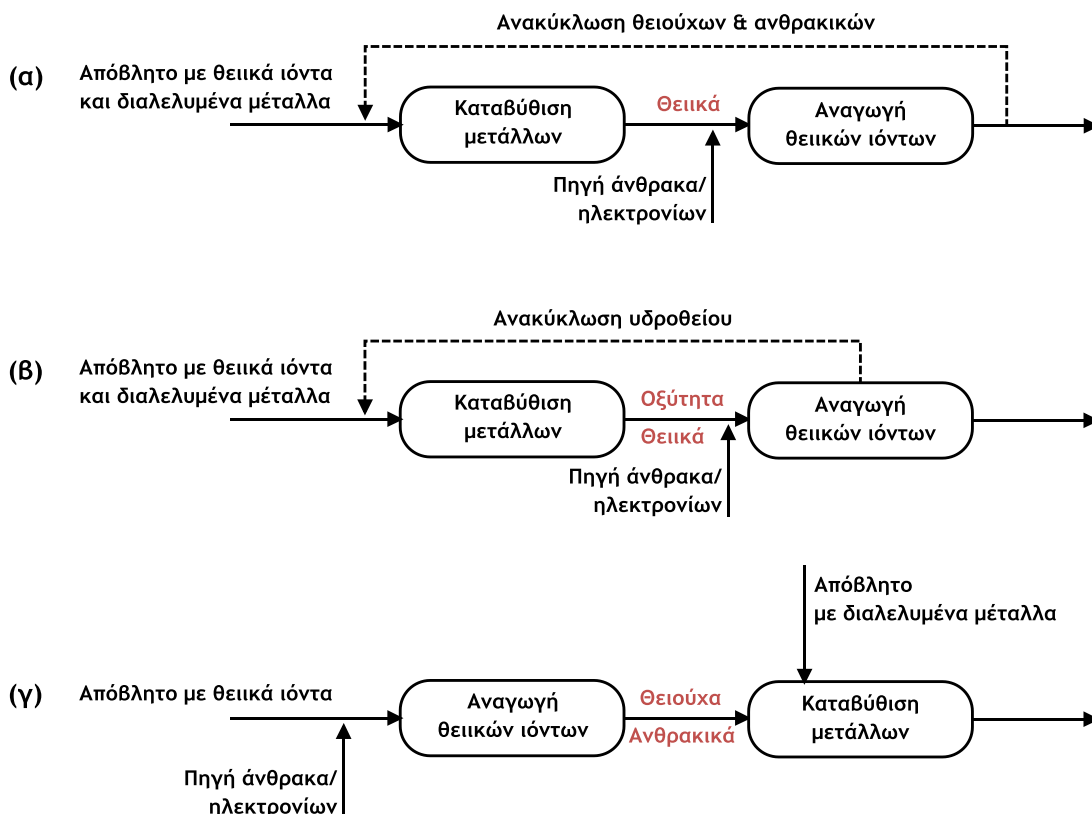 Ανακύκλωση θειούχων & ανθρακικών
(α)
Απόβλητο με θειικά ιόντα
και διαλελυμένα μέταλλα
Καταβύθιση
μετάλλων
Θειικά
Αναγωγή
θειικών ιόντων
Πηγή άνθρακα/
ηλεκτρονίων
Ανακύκλωση υδροθείου
(β)
Απόβλητο με θειικά ιόντα
και διαλελυμένα μέταλλα
Καταβύθιση
μετάλλων
Οξύτητα
Θειικά
Αναγωγή
θειικών ιόντων
Πηγή άνθρακα/
ηλεκτρονίων
Απόβλητο
με διαλελυμένα μέταλλα
(γ)
Απόβλητο με θειικά ιόντα
Αναγωγή
θειικών ιόντων
Θειούχα
Ανθρακικά
Καταβύθιση
μετάλλων
Πηγή άνθρακα/
ηλεκτρονίων